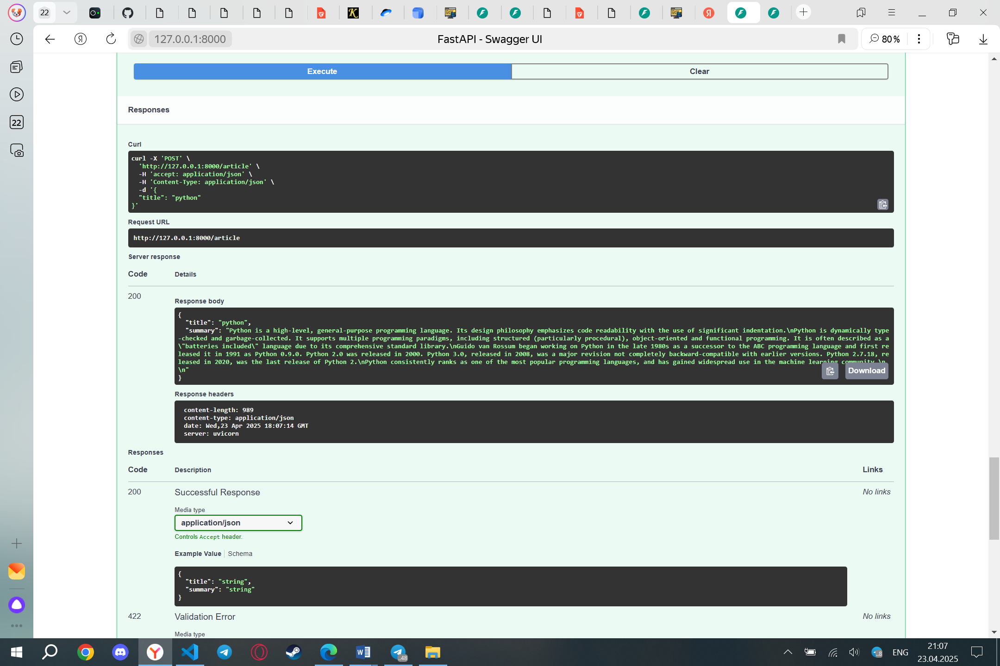 22
127.0.0.1:8000
FastAPI - Swagger UI
80%
22
Execute
Clear
Responses
Curl
curl -X 'POST' \
'http://127.0.0.1:8000/article' \
-H 'accept: application/json' \
-H 'Content-Type: application/json' \
-d '{
"title": "python"
}'
Request URL
http://127.0.0.1:8000/article
Server response
Code Details
200
Response body
{
"title": "python",
"summary": "Python is a high-level, general-purpose programming language. Its design philosophy emphasizes code readability with the use of significant indentation.\nPython is dynamically type
-checked and garbage-collected. It supports multiple programming paradigms, including structured (particularly procedural), object-oriented and functional programming. It is often described as a
\"batteries included\" language due to its comprehensive standard library.\nGuido van Rossum began working on Python in the late 1980s as a successor to the ABC programming language and first re
leased it in 1991 as Python 0.9.0. Python 2.0 was released in 2000. Python 3.0, released in 2008, was a major revision not completely backward-compatible with earlier versions. Python 2.7.18, re
leased in 2020, was the last release of Python 2.\nPython consistently ranks as one of the most popular programming languages, and has gained widespread use in the machine learning community.\n
\n"
}
Download
Response headers
content-length: 989
content-type: application/json
date: Wed,23 Apr 2025 18:07:14 GMT
server: uvicorn
Responses
Code Description Links
200 Successful Response No links
Media type
application/json
Controls Accept header.
Example Value Schema
{
"title": "string",
"summary": "string"
}
422 Validation Error No links
Media type
..48
..8
ENG
21:07
23.04.2025